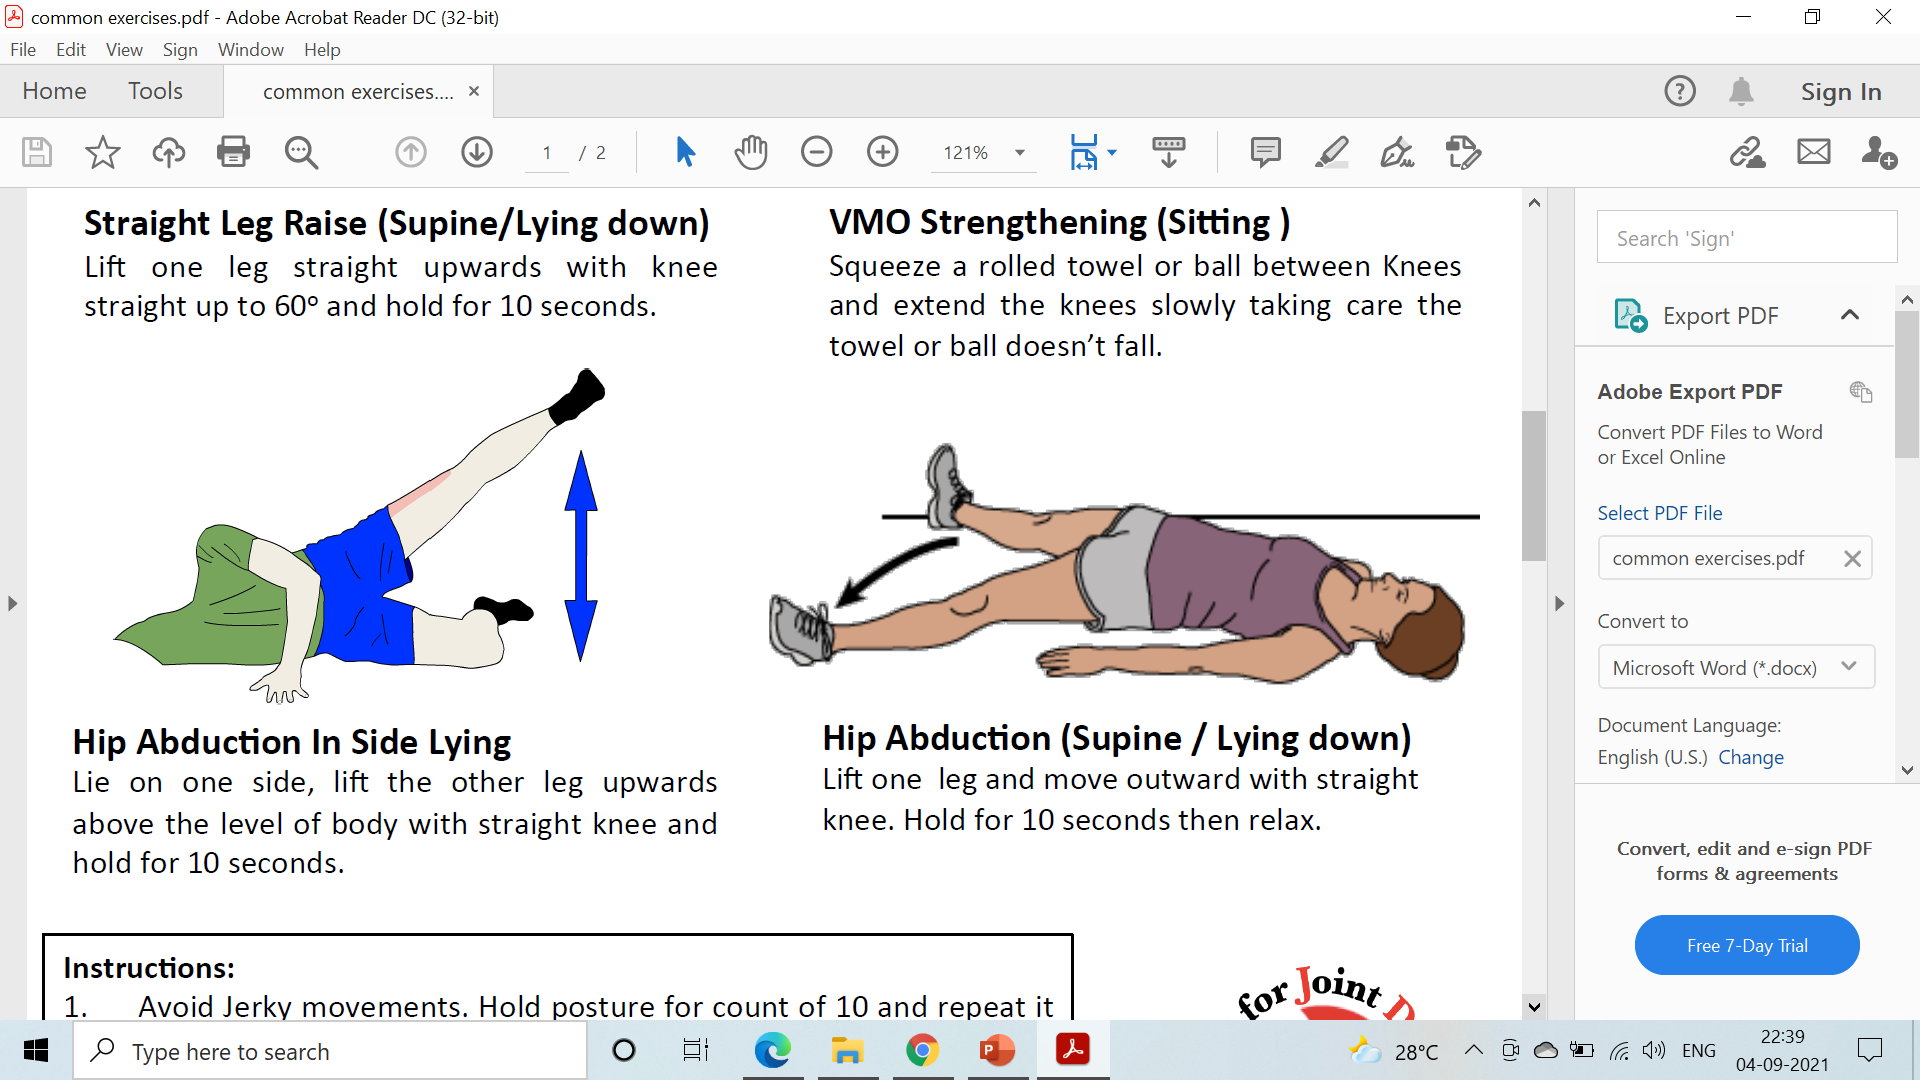 common exercises.pdf - Adobe Acrobat Reader DC (32-bit)
File Edit View Sign Window Help
Home Tools common exercises.... ×
Sign In
1 / 2
121%
Straight Leg Raise (Supine/Lying down)
Lift one leg straight upwards with knee
straight up to 60° and hold for 10 seconds.
VMO Strengthening (Sitting )
Squeeze a rolled towel or ball between Knees
and extend the knees slowly taking care the
towel or ball doesn’t fall.
Hip Abduction In Side Lying
Lie on one side, lift the other leg upwards
above the level of body with straight knee and
hold for 10 seconds.
Hip Abduction (Supine / Lying down)
Lift one leg and move outward with straight
knee. Hold for 10 seconds then relax.
Instructions:
1. Avoid Jerky movements. Hold posture for count of 10 and repeat it
for Joint
Search 'Sign'
Export PDF
Adobe Export PDF
Convert PDF Files to Word
or Excel Online
Select PDF File
common exercises.pdf
Convert to
Microsoft Word (*.docx)
Document Language:
English (U.S.) Change
Convert, edit and e-sign PDF
forms & agreements
Free 7-Day Trial
Type here to search
28°C
ENG
22:39
04-09-2021